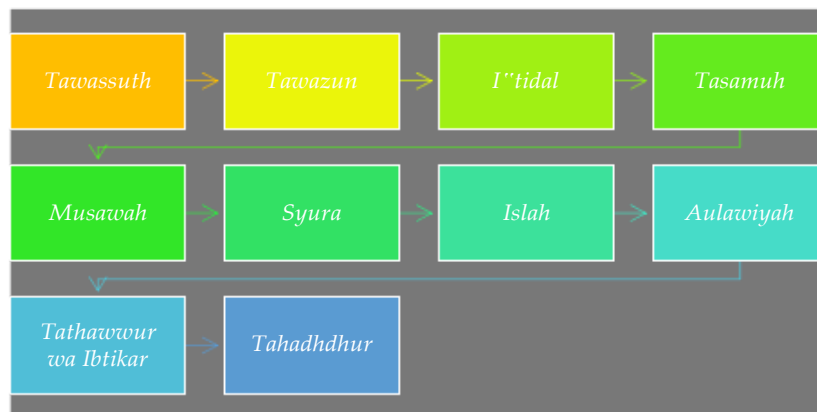 Tawassuth
Tawazun
I‟tidal
Tasamuh
Musawah
Syura
Islah
Aulawiyah
Tathawwur
wa Ibtikar
Tahadhdhur